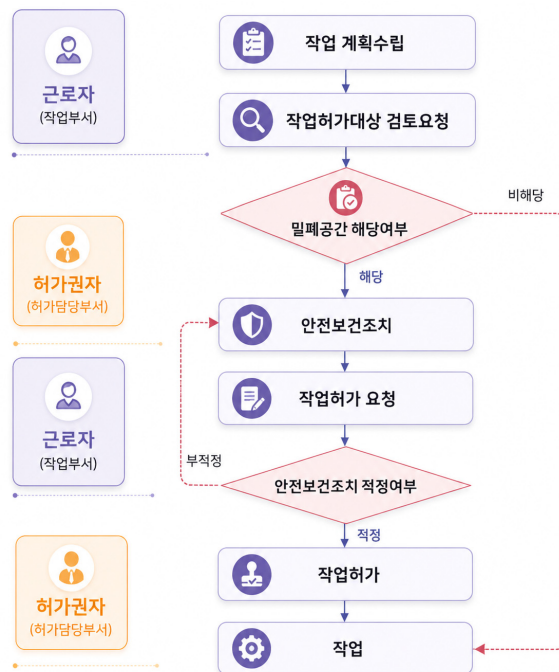 작업 계획수립
근로자
(작업부서)
작업허가대상 검토요청
밀폐공간 해당여부
비해당
허가권자
(허가담당부서)
해당
안전보건조치
근로자
(작업부서)
작업허가 요청
부적정
안전보건조치 적정여부
적정
허가권자
(허가담당부서)
작업허가
작업